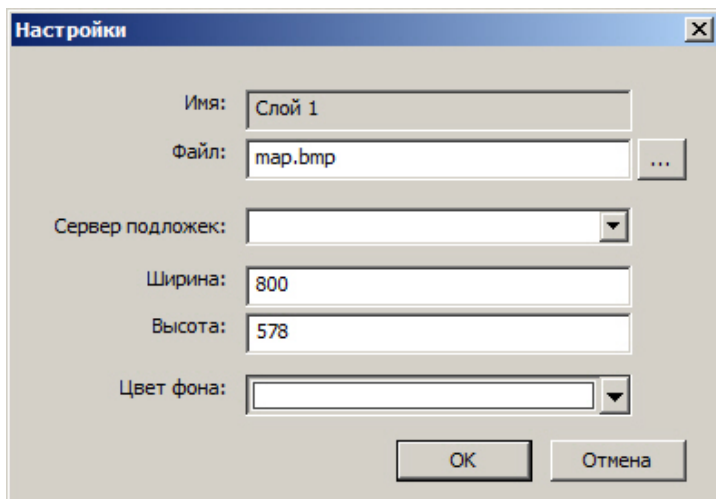 Настройки
Имя: Слой 1
Файл: map.bmp ...
Сервер подложек:
Ширина: 800
Высота: 578
Цвет фона:
OK Отмена